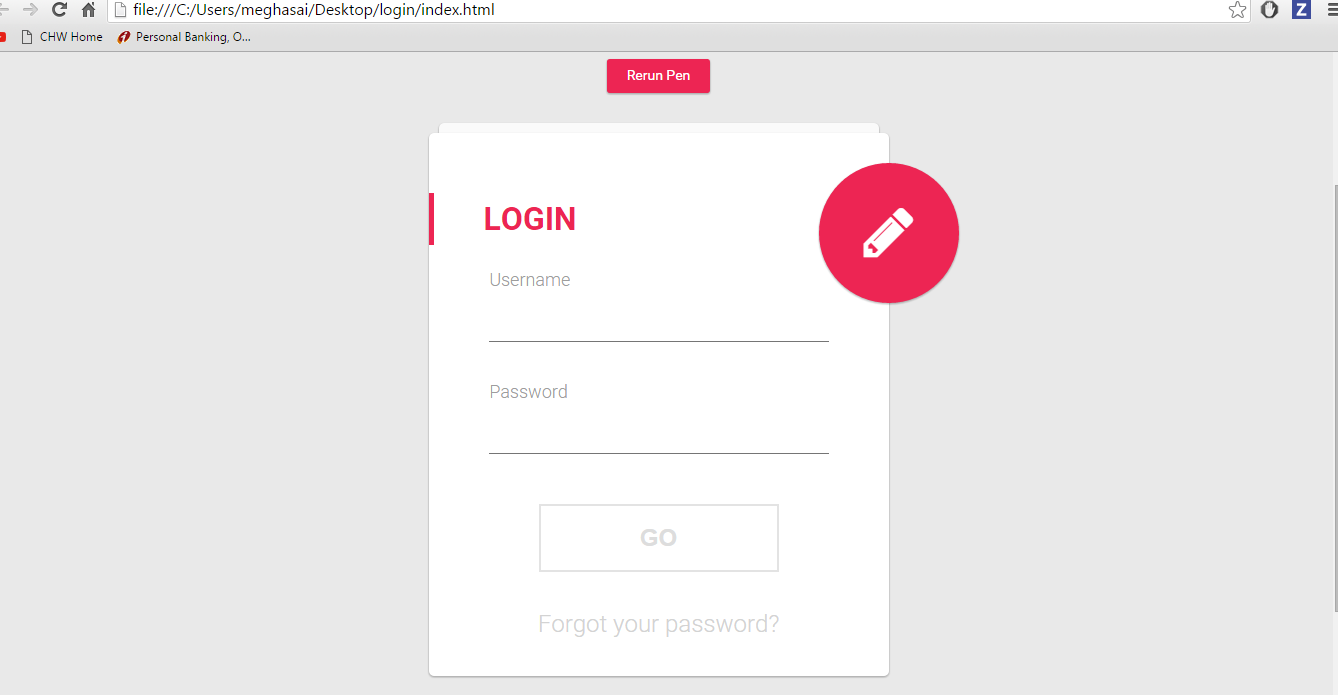 file:///C:/Users/meghasai/Desktop/login/index.html
Z
CHW Home
Personal Banking, O...
Rerun Pen
LOGIN
Username
Password
GO
Forgot your password?